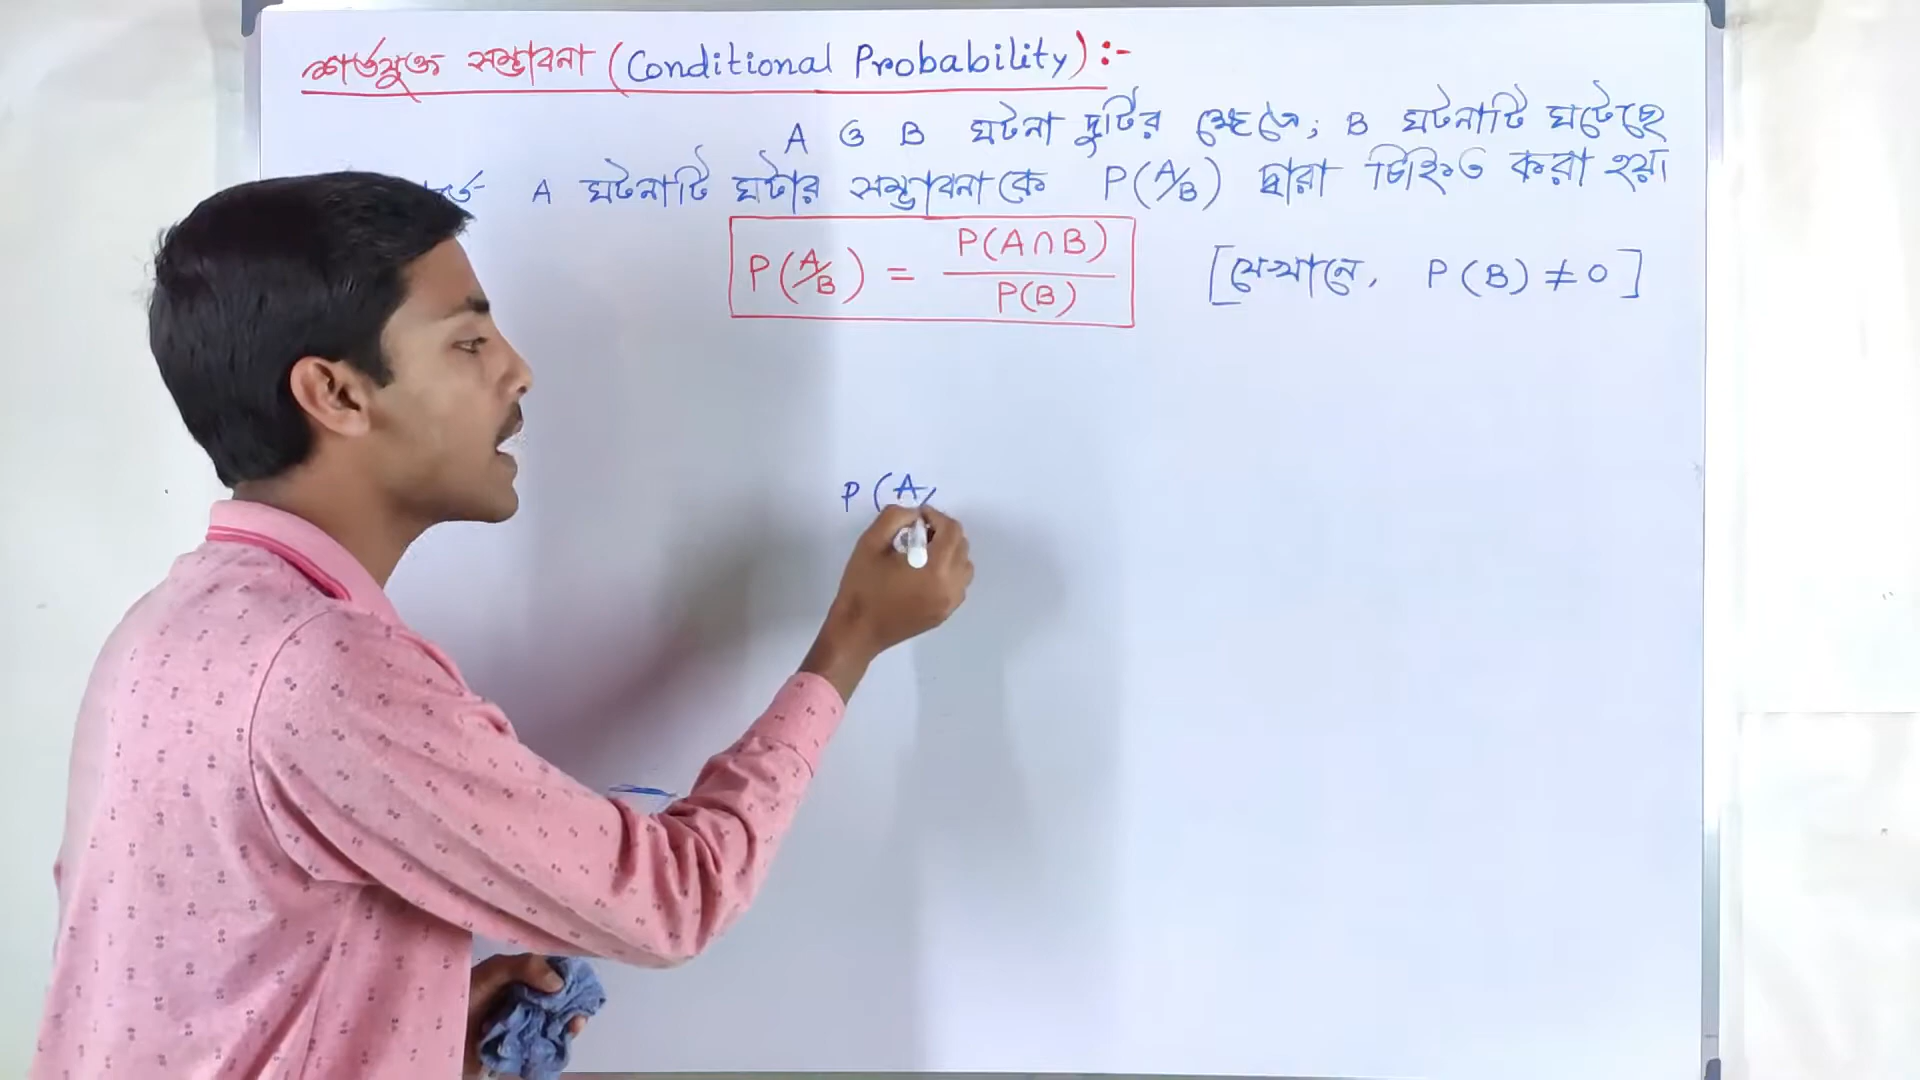 শর্তযুক্ত সম্ভাবনা (Conditional Probability) :-
A ও B ঘটনা দুটির ক্ষেত্রে, B ঘটনাটি ঘটেছে
A ঘটনাটি ঘটার সম্ভাবনাকে P(A/B) দ্বারা চিহ্নিত করা হয়।
P(A/B) = P(A∩B) / P(B) [যেখানে, P(B) ≠ 0]
P(A/